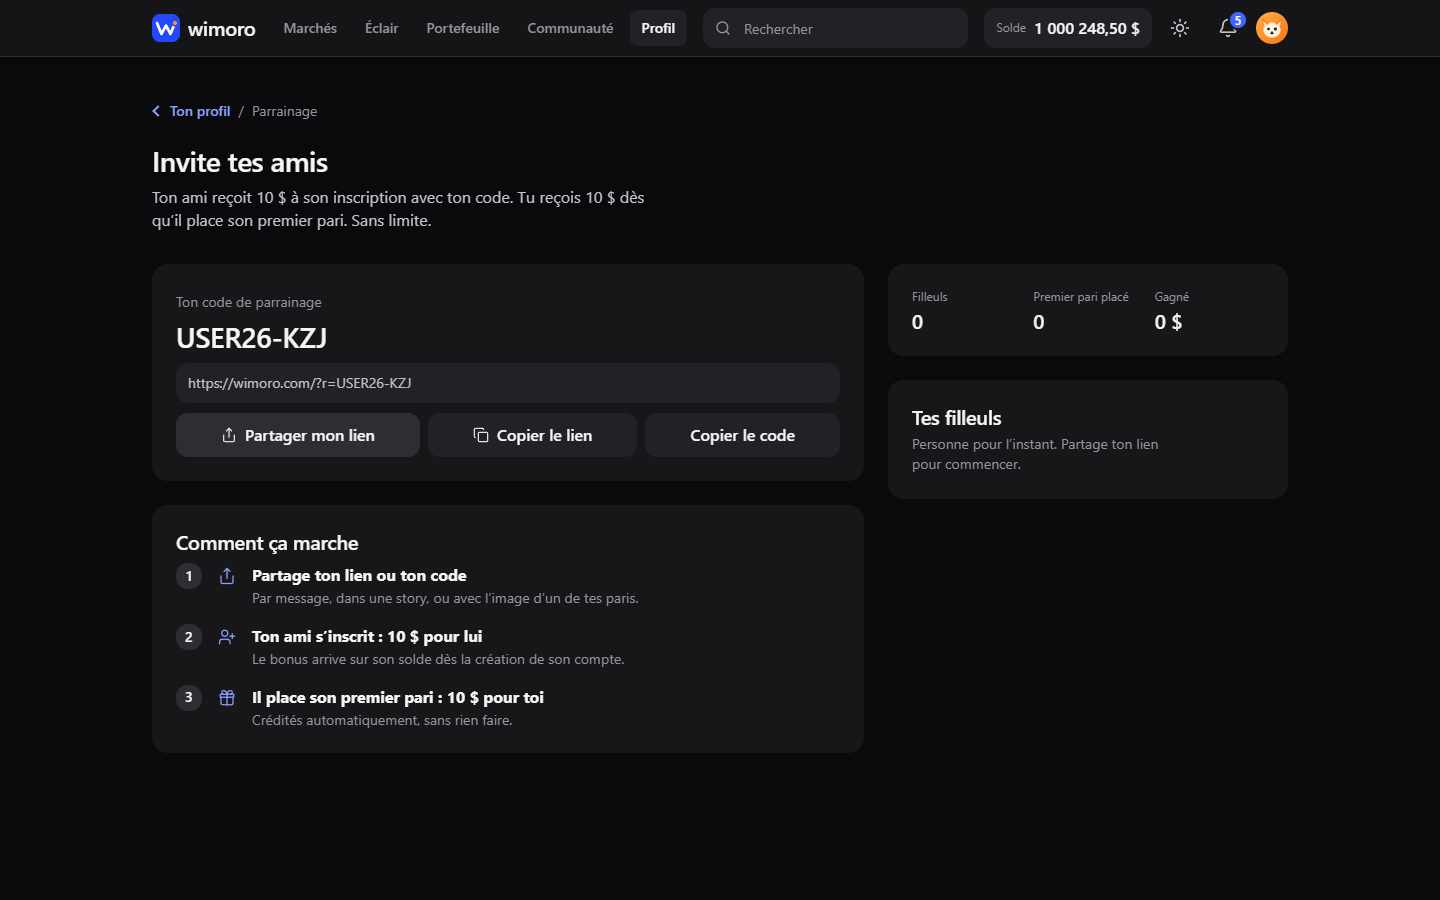 wimoro
Marchés
Éclair
Portefeuille
Communauté
Profil
Rechercher
Solde 1 000 248,50 $
5
Ton profil / Parrainage
Invite tes amis
Ton ami reçoit 10 $ à son inscription avec ton code. Tu reçois 10 $ dès
qu’il place son premier pari. Sans limite.
Ton code de parrainage
USER26-KZJ
https://wimoro.com/?r=USER26-KZJ
Partager mon lien
Copier le lien
Copier le code
Filleuls
0
Premier pari placé
0
Gagné
0 $
Tes filleuls
Personne pour l’instant. Partage ton lien
pour commencer.
Comment ça marche
1
Partage ton lien ou ton code
Par message, dans une story, ou avec l’image d’un de tes paris.
2
Ton ami s’inscrit : 10 $ pour lui
Le bonus arrive sur son solde dès la création de son compte.
3
Il place son premier pari : 10 $ pour toi
Crédités automatiquement, sans rien faire.